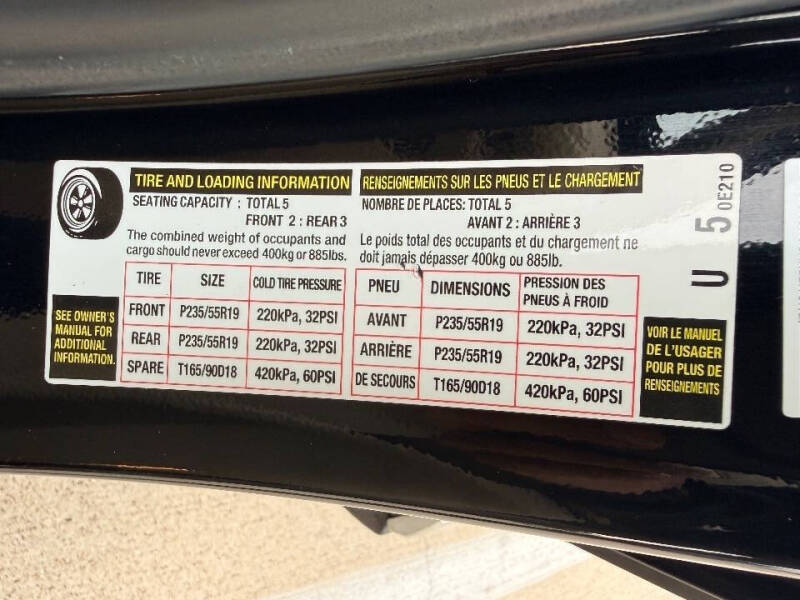 TIRE AND LOADING INFORMATION
SEATING CAPACITY : TOTAL 5
FRONT 2 : REAR 3
The combined weight of occupants and
cargo should never exceed 400kg or 885lbs.
TIRE SIZE COLD TIRE PRESSURE
FRONT P235/55R19 220kPa, 32PSI
REAR P235/55R19 220kPa, 32PSI
SPARE T165/90D18 420kPa, 60PSI
SEE OWNER'S
MANUAL FOR
ADDITIONAL
INFORMATION.
RENSEIGNEMENTS SUR LES PNEUS ET LE CHARGEMENT
NOMBRE DE PLACES: TOTAL 5
AVANT 2 : ARRIÈRE 3
Le poids total des occupants et du chargement ne
doit jamais dépasser 400kg ou 885lb.
PNEU DIMENSIONS PRESSION DES
PNEUS À FROID
AVANT P235/55R19 220kPa, 32PSI
ARRIÈRE P235/55R19 220kPa, 32PSI
DE SECOURS T165/90D18 420kPa, 60PSI
VOIR LE MANUEL
DE L'USAGER
POUR PLUS DE
RENSEIGNEMENTS
U 5 0E210